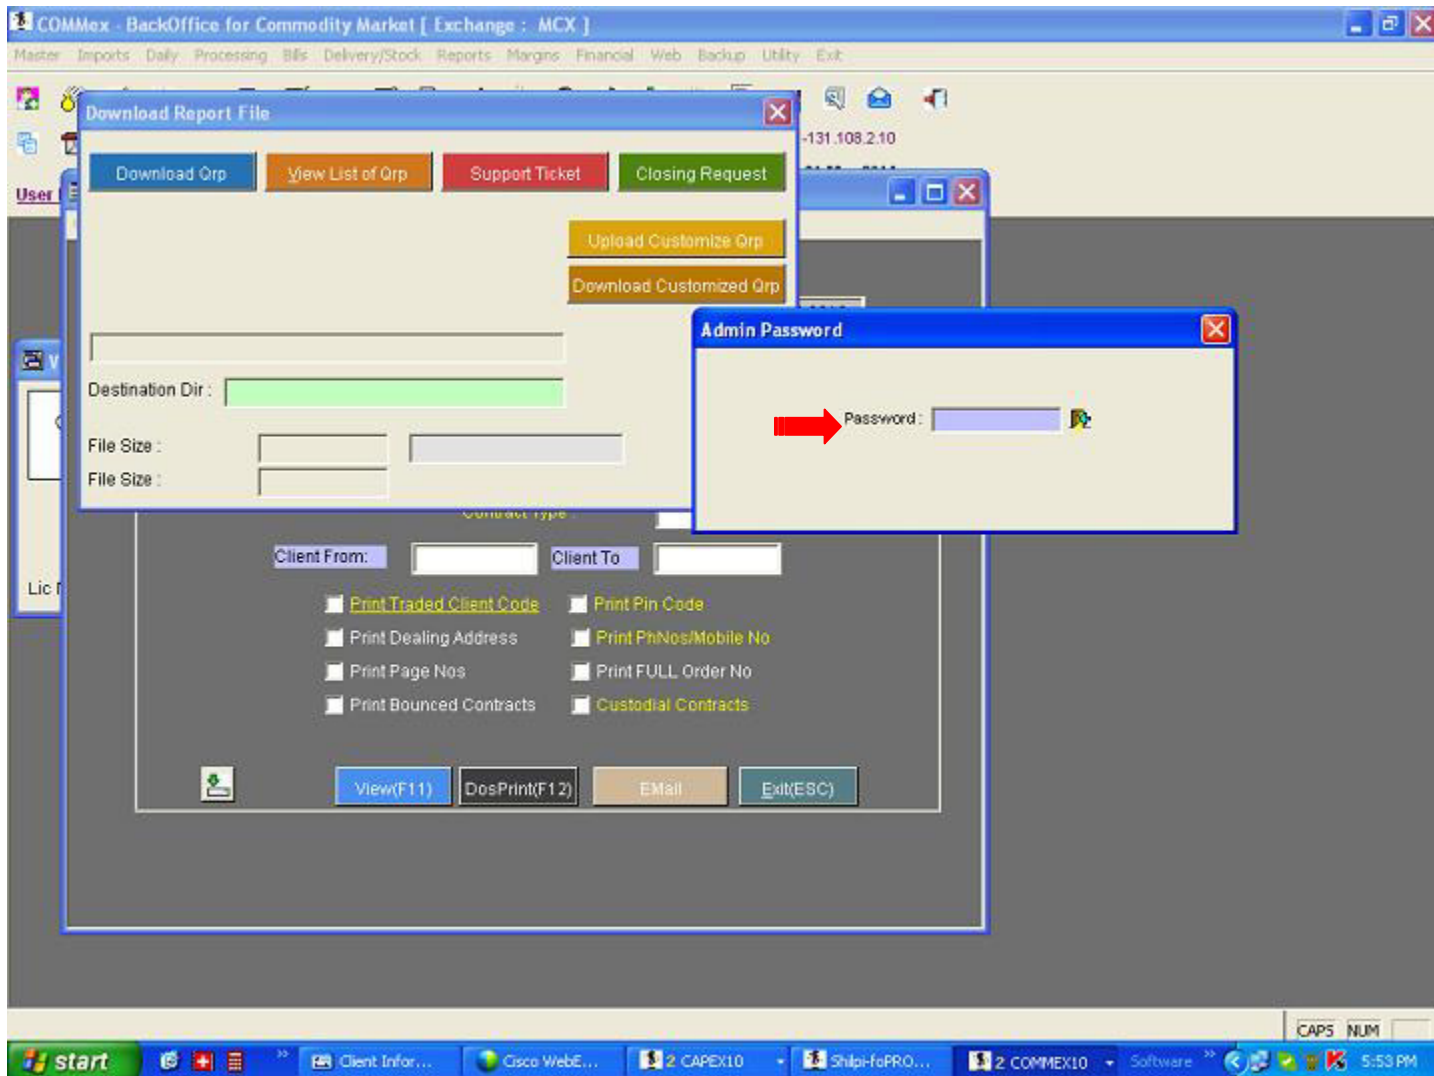 COMMex - BackOffice for Commodity Market [ Exchange : MCX ]
Master Imports Daily Processing Bills Delivery/Stock Reports Margins Financial Web Backup Utility Exit
Download Report File
-131.108.2.10
Download Qrp View List of Qrp Support Ticket Closing Request
User
Upload Customize Qrp
Download Customized Qrp
Admin Password
V
Destination Dir :
Password :
File Size :
File Size :
Contract Type :
Client From: Client To
Lic
Print Traded Client Code Print Pin Code
Print Dealing Address Print PhNos/Mobile No
Print Page Nos Print FULL Order No
Print Bounced Contracts Custodial Contracts
View(F11) DosPrint(F12) EMail Exit(ESC)
CAPS NUM
start Client Infor... Cisco WebE... 2 CAPEX10 Shilpi-foPRO... 2 COMMEX10 Software 5:53 PM